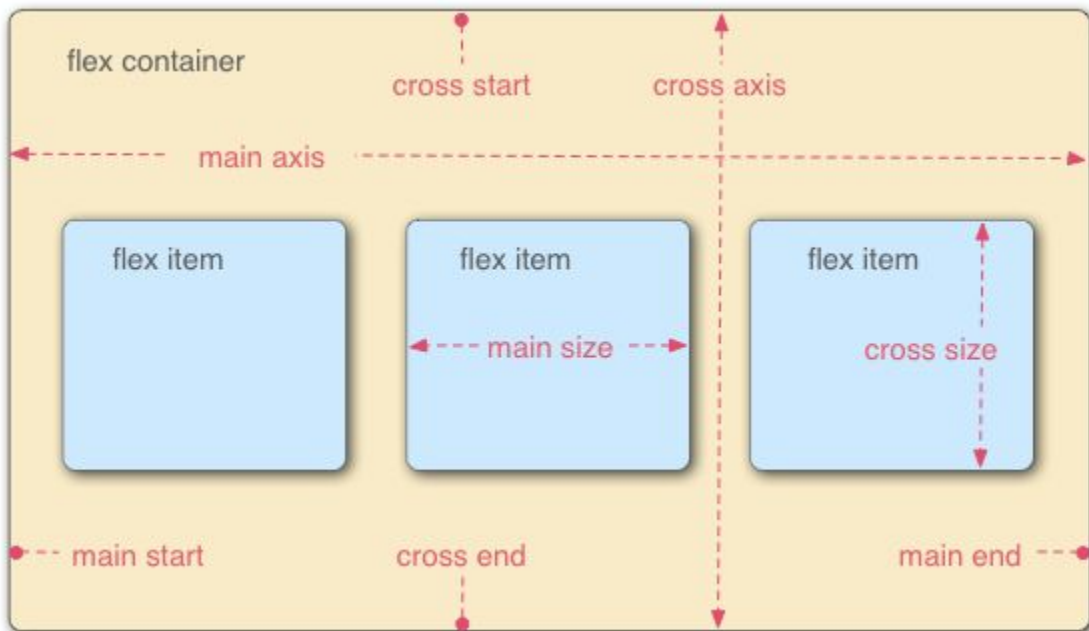 flex container
cross start
cross axis
main axis
flex item
flex item
flex item
main size
cross size
main start
cross end
main end